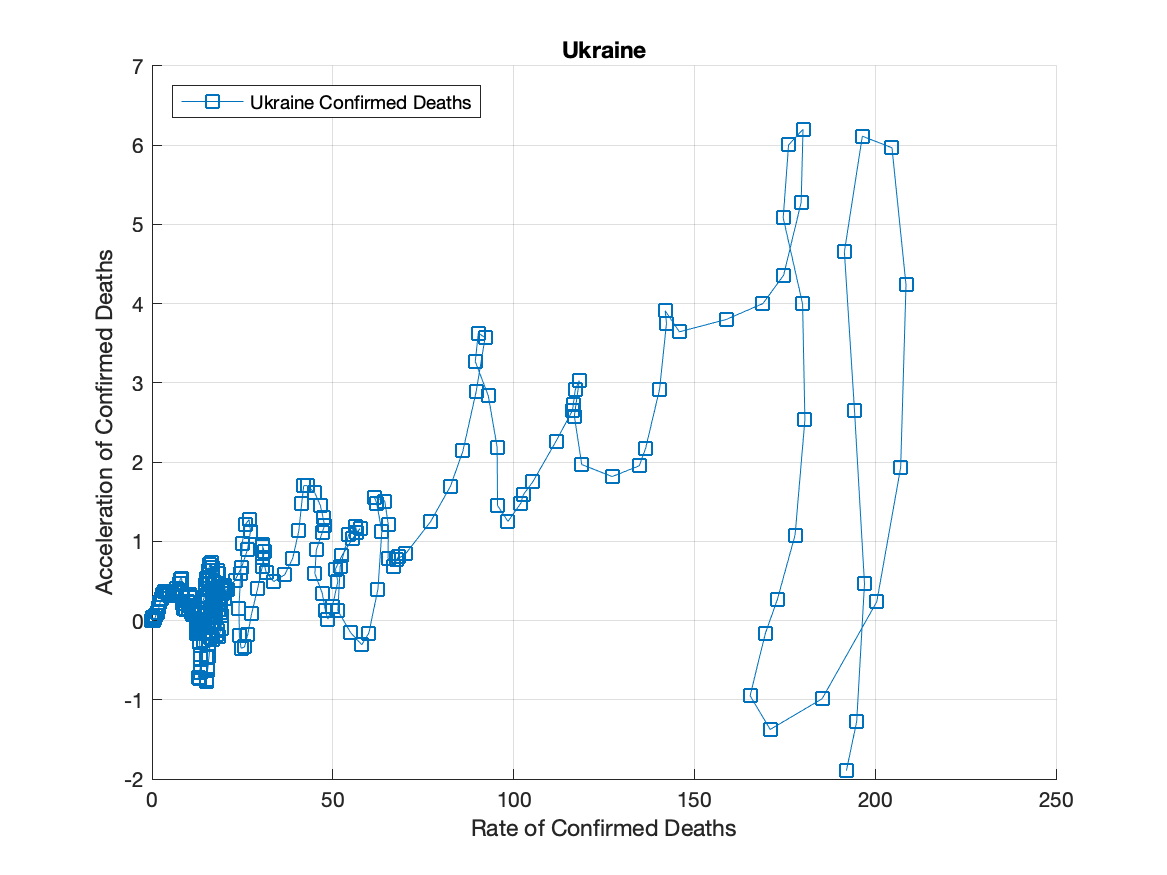 Ukraine
7
Ukraine Confirmed Deaths
6
5
4
3
2
1
0
-1
-2
Acceleration of Confirmed Deaths
0 50 100 150 200 250
Rate of Confirmed Deaths